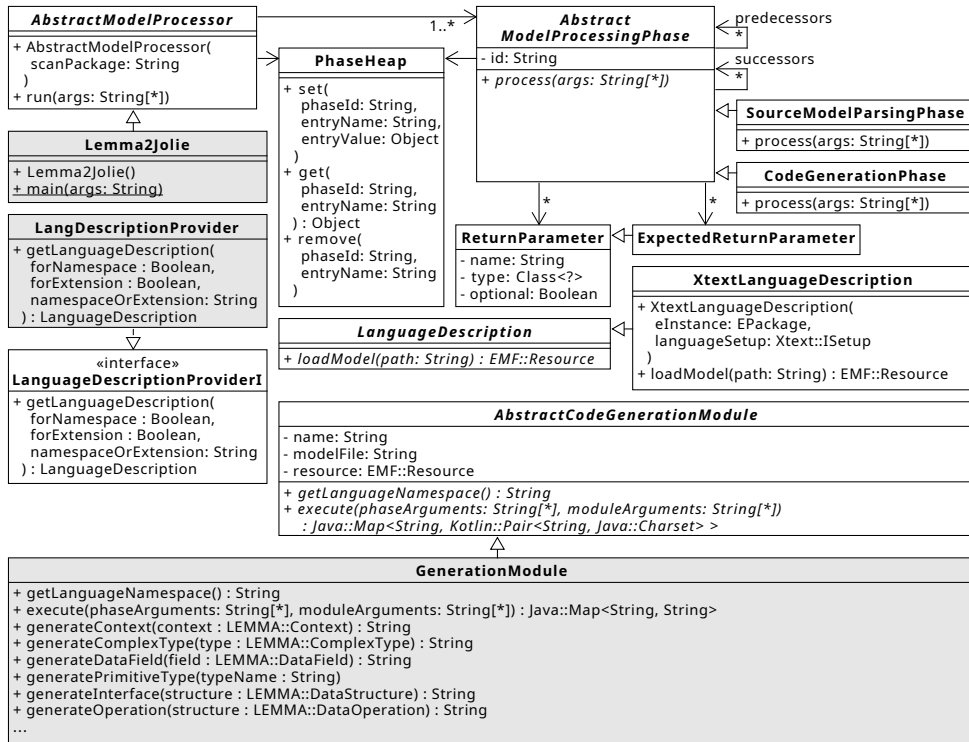 AbstractModelProcessor
+ AbstractModelProcessor(
scanPackage: String
)
+ run(args: String[*])
1..*
Abstract
ModelProcessingPhase
- id: String
+ process(args: String[*])
predecessors
*
successors
*
PhaseHeap
+ set(
phaseId: String,
entryName: String,
entryValue: Object
)
+ get(
phaseId: String,
entryName: String
) : Object
+ remove(
phaseId: String,
entryName: String
)
SourceModelParsingPhase
+ process(args: String[*])
CodeGenerationPhase
+ process(args: String[*])
Lemma2Jolie
+ Lemma2Jolie()
+ main(args: String)
*
*
ReturnParameter
- name: String
- type: Class<?>
- optional: Boolean
ExpectedReturnParameter
LangDescriptionProvider
+ getLanguageDescription(
forNamespace : Boolean,
forExtension : Boolean,
namespaceOrExtension: String
) : LanguageDescription
XtextLanguageDescription
+ XtextLanguageDescription(
eInstance: EPackage,
languageSetup: Xtext::ISetup
)
+ loadModel(path: String) : EMF::Resource
LanguageDescription
+ loadModel(path: String) : EMF::Resource
«interface»
LanguageDescriptionProviderI
+ getLanguageDescription(
forNamespace : Boolean,
forExtension : Boolean,
namespaceOrExtension: String
) : LanguageDescription
AbstractCodeGenerationModule
- name: String
- modelFile: String
- resource: EMF::Resource
+ getLanguageNamespace() : String
+ execute(phaseArguments: String[*], moduleArguments: String[*])
: Java::Map<String, Kotlin::Pair<String, Java::Charset> >
GenerationModule
+ getLanguageNamespace() : String
+ execute(phaseArguments: String[*], moduleArguments: String[*]) : Java::Map<String, String>
+ generateContext(context : LEMMA::Context) : String
+ generateComplexType(type : LEMMA::ComplexType) : String
+ generateDataField(field : LEMMA::DataField) : String
+ generatePrimitiveType(typeName : String)
+ generateInterface(structure : LEMMA::DataStructure) : String
+ generateOperation(structure : LEMMA::DataOperation) : String
...